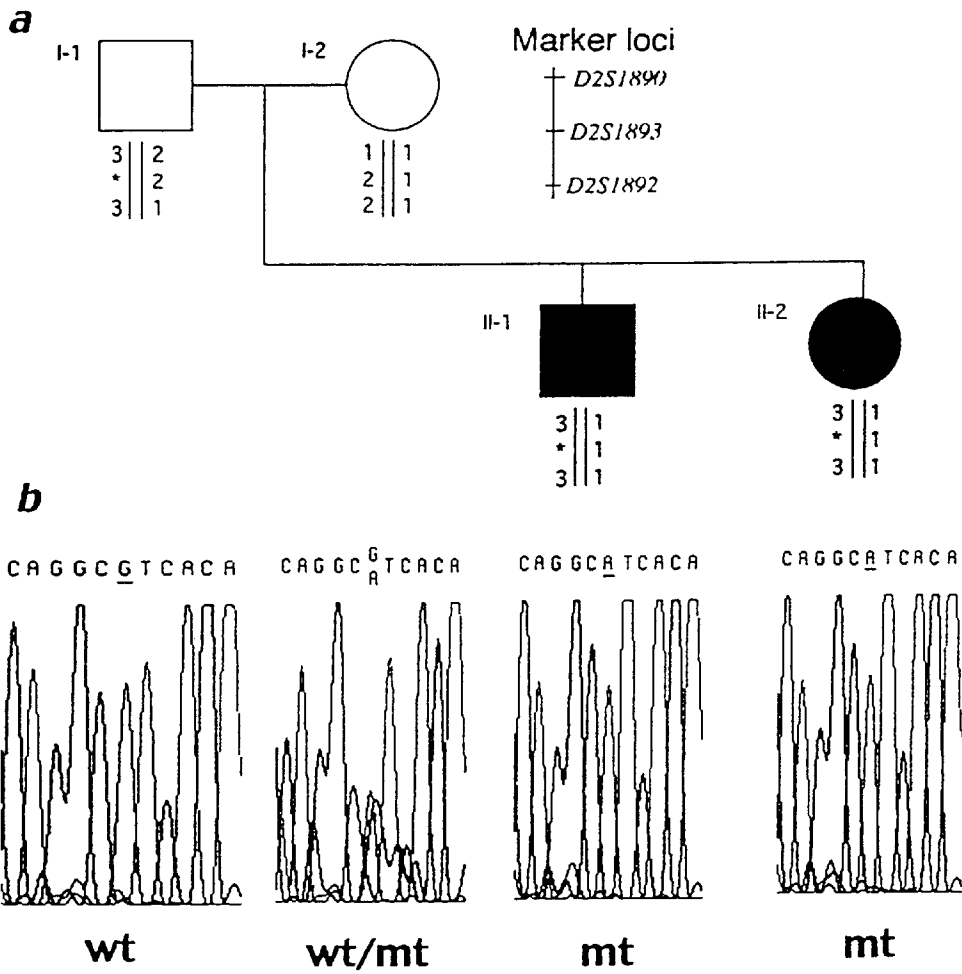 a
I-1
I-2
Marker loci
D2S1890
D2S1893
D2S1892
3 2
* 2
3 1
1 1
2 1
2 1
II-1
II-2
3 1
* 1
3 1
3 1
* 1
3 1
b
CAGGCGTCACA
CAGGC G/A TCACA
CAGGCATCACA
CAGGCATCACA
wt
wt/mt
mt
mt